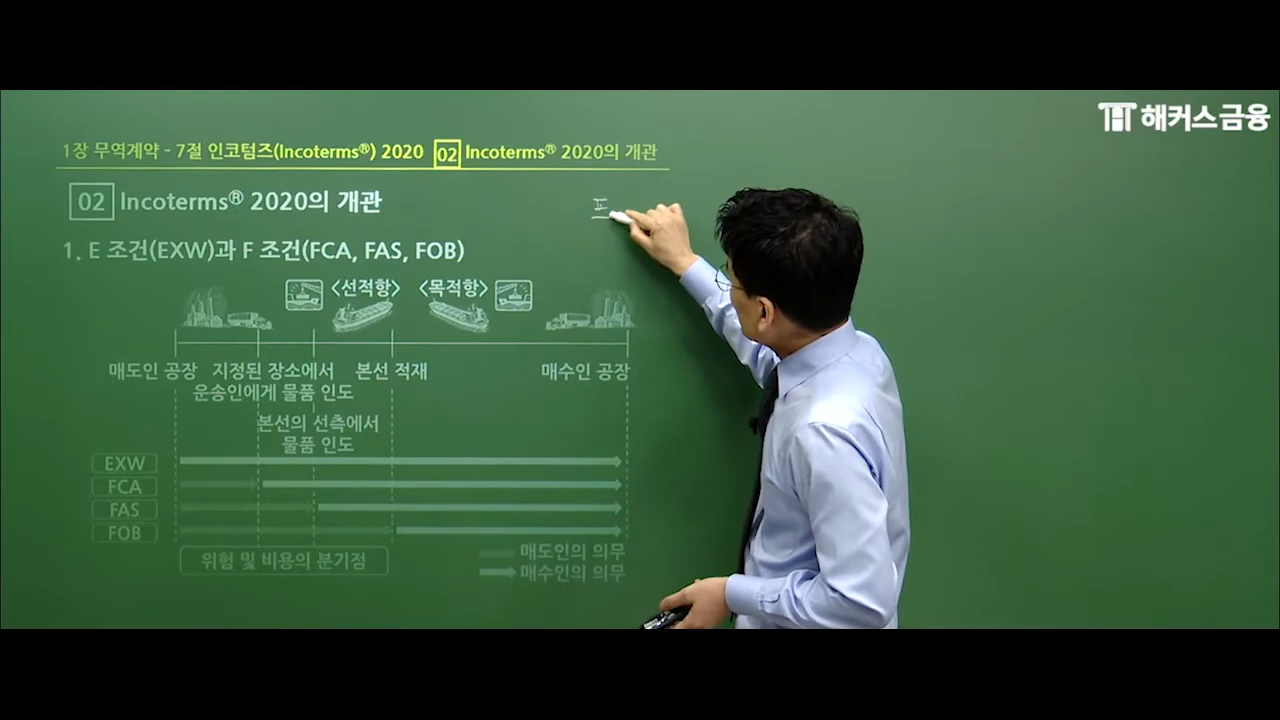 해커스금융
1장 무역계약 - 7절 인코텀즈(Incoterms®) 2020 02 Incoterms® 2020의 개관
02 Incoterms® 2020의 개관
1. E 조건(EXW)과 F 조건(FCA, FAS, FOB)
<선적항> <목적항>
매도인 공장 지정된 장소에서 본선 적재 매수인 공장
운송인에게 물품 인도
본선의 선측에서
물품 인도
EXW
FCA
FAS
FOB
위험 및 비용의 분기점
매도인의 의무
매수인의 의무